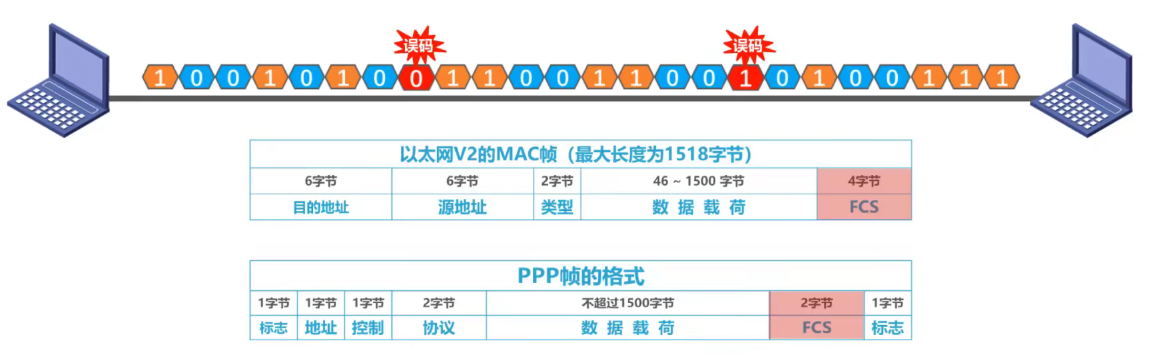 误码 误码
1 0 0 1 0 1 0 0 1 1 0 0 1 1 0 0 1 0 1 0 0 1 1 1
以太网V2的MAC帧（最大长度为1518字节）
6字节 6字节 2字节 46 ~ 1500 字节 4字节
目的地址 源地址 类型 数 据 载 荷 FCS
PPP帧的格式
1字节 1字节 1字节 2字节 不超过1500字节 2字节 1字节
标志 地址 控制 协议 数 据 载 荷 FCS 标志